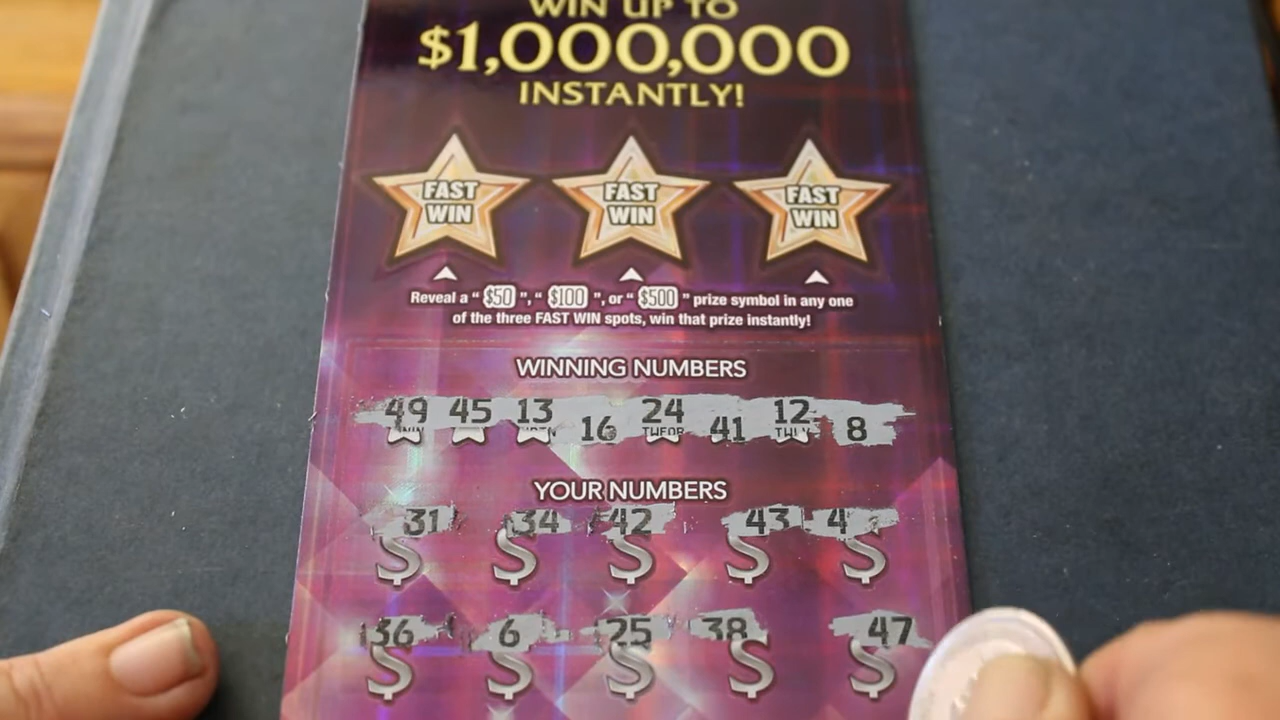 WIN UP TO
$1,000,000
INSTANTLY!
FAST WIN FAST WIN FAST WIN
Reveal a "$50", "$100", or "$500" prize symbol in any one
of the three FAST WIN spots, win that prize instantly!
WINNING NUMBERS
49 45 13 16 24 41 12 8
YOUR NUMBERS
31 34 42 43 4
$ $ $ $ $
36 6 25 38 47
$ $ $ $ $